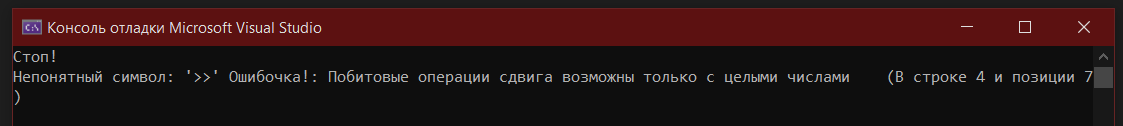 Консоль отладки Microsoft Visual Studio
Стоп!
Непонятный символ: '>>' Ошибочка!: Побитовые операции сдвига возможны только с целыми числами    (В строке 4 и позиции 7
)